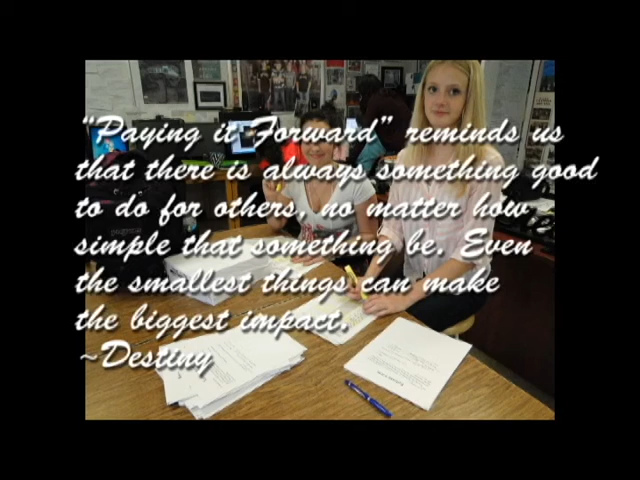 “Paying it Forward” reminds us
that there is always something good
to do for others, no matter how
simple that something be. Even
the smallest things can make
the biggest impact.
~Destiny